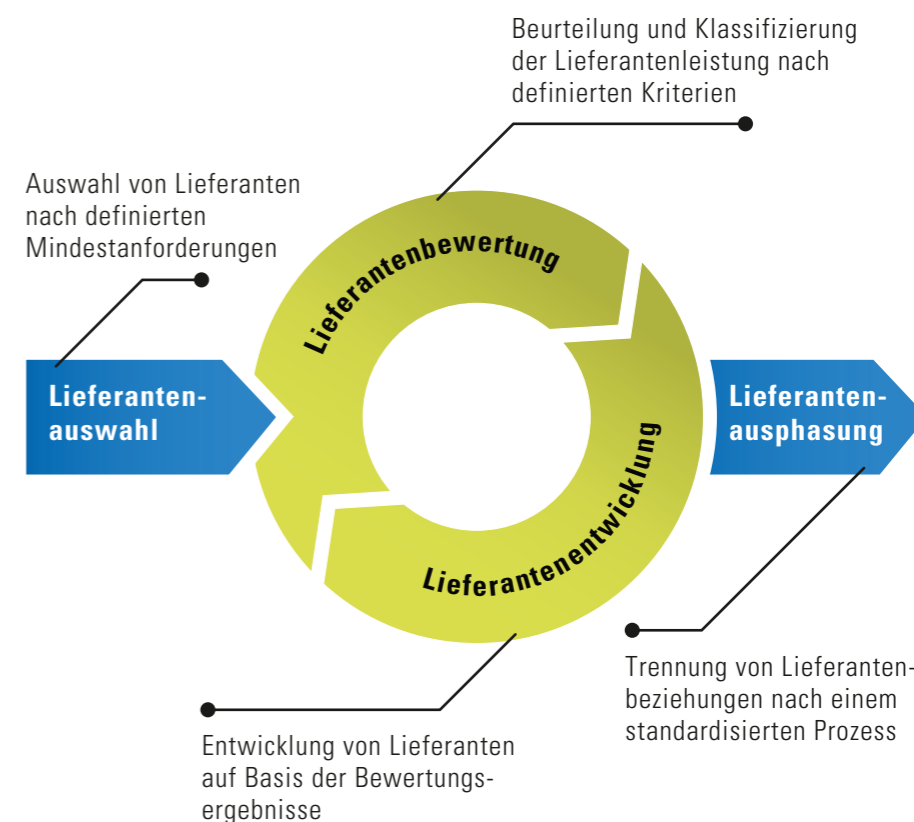 Beurteilung und Klassifizierung
der Lieferantenleistung nach
definierten Kriterien
Auswahl von Lieferanten
nach definierten
Mindestanforderungen
Lieferantenbewertung
Lieferanten-
auswahl
Lieferanten-
ausphasung
Lieferantenentwicklung
Trennung von Lieferanten-
beziehungen nach einem
standardisierten Prozess
Entwicklung von Lieferanten
auf Basis der Bewertungs-
ergebnisse